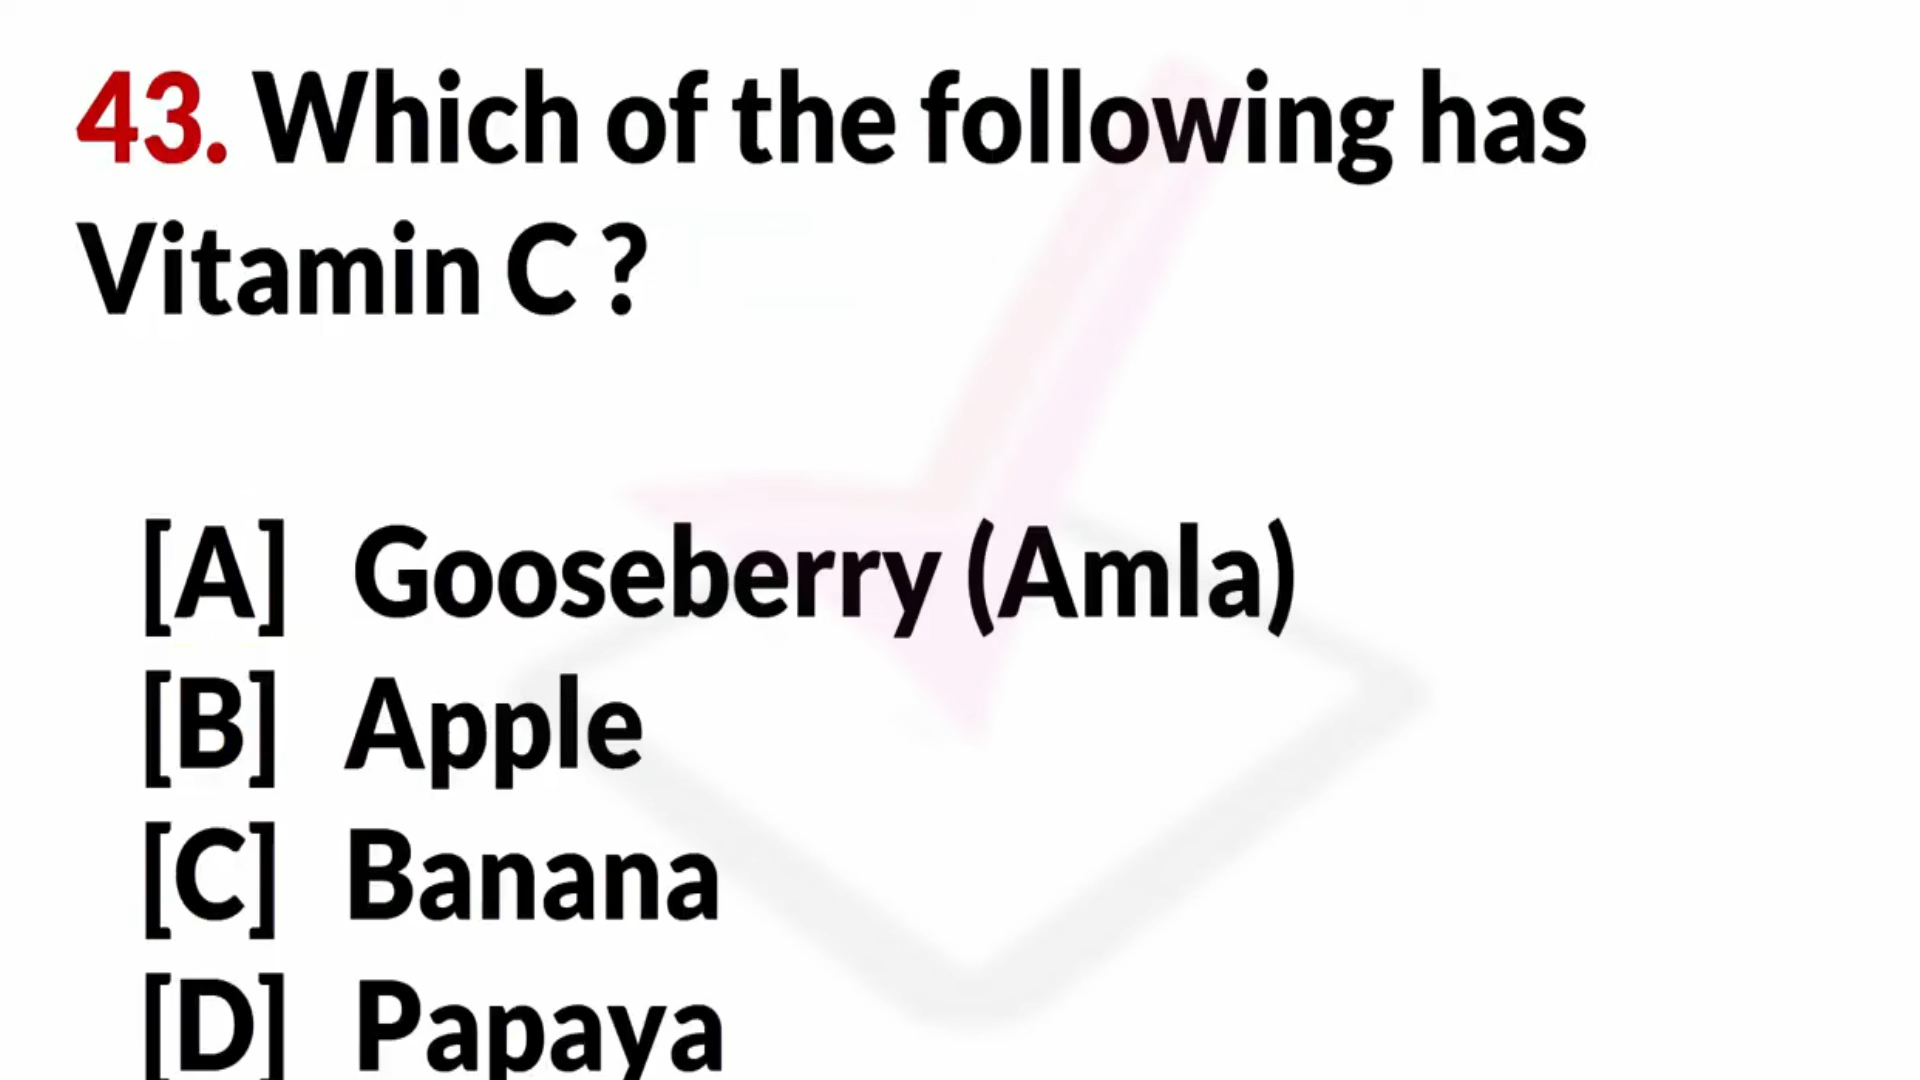 43. Which of the following has
Vitamin C ?
[A] Gooseberry (Amla)
[B] Apple
[C] Banana
[D] Papaya